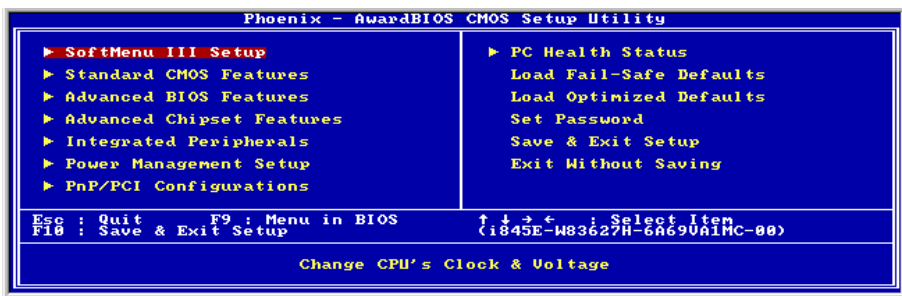 Phoenix - AwardBIOS CMOS Setup Utility
► SoftMenu III Setup
► Standard CMOS Features
► Advanced BIOS Features
► Advanced Chipset Features
► Integrated Peripherals
► Power Management Setup
► PnP/PCI Configurations
► PC Health Status
Load Fail-Safe Defaults
Load Optimized Defaults
Set Password
Save & Exit Setup
Exit Without Saving
Esc : Quit F9 : Menu in BIOS
F10 : Save & Exit Setup
↑ ↓ → ← : Select Item
(i845E-W83627H-6A69VA1MC-00)
Change CPU's Clock & Voltage